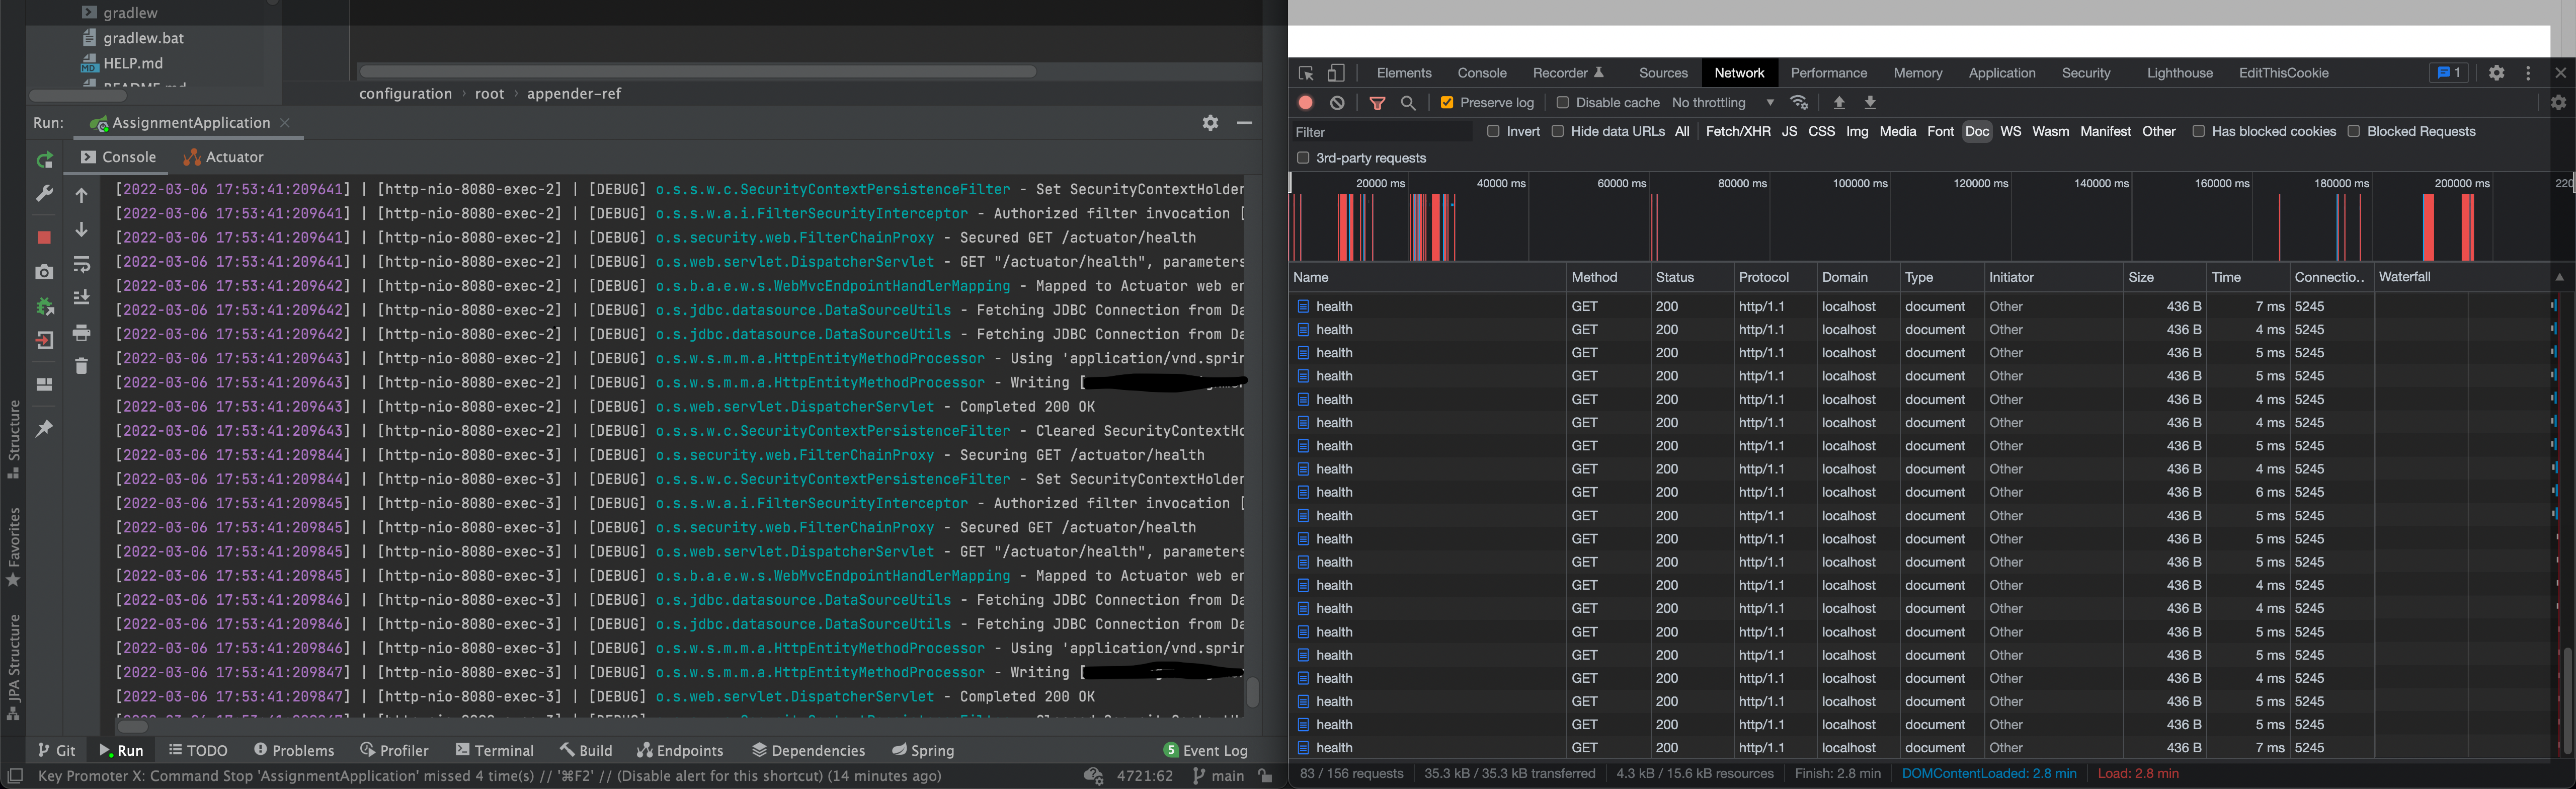 gradlew
gradlew.bat
HELP.md
README.md
configuration › root › appender-ref
Run: AssignmentApplication
Console Actuator
[2022-03-06 17:53:41:209641] | [http-nio-8080-exec-2] | [DEBUG] o.s.s.w.c.SecurityContextPersistenceFilter - Set SecurityContextHolder
[2022-03-06 17:53:41:209641] | [http-nio-8080-exec-2] | [DEBUG] o.s.s.w.a.i.FilterSecurityInterceptor - Authorized filter invocation [
[2022-03-06 17:53:41:209641] | [http-nio-8080-exec-2] | [DEBUG] o.s.security.web.FilterChainProxy - Secured GET /actuator/health
[2022-03-06 17:53:41:209641] | [http-nio-8080-exec-2] | [DEBUG] o.s.web.servlet.DispatcherServlet - GET "/actuator/health", parameters
[2022-03-06 17:53:41:209642] | [http-nio-8080-exec-2] | [DEBUG] o.s.b.a.e.w.s.WebMvcEndpointHandlerMapping - Mapped to Actuator web en
[2022-03-06 17:53:41:209642] | [http-nio-8080-exec-2] | [DEBUG] o.s.jdbc.datasource.DataSourceUtils - Fetching JDBC Connection from Da
[2022-03-06 17:53:41:209642] | [http-nio-8080-exec-2] | [DEBUG] o.s.jdbc.datasource.DataSourceUtils - Fetching JDBC Connection from Da
[2022-03-06 17:53:41:209643] | [http-nio-8080-exec-2] | [DEBUG] o.s.w.s.m.m.a.HttpEntityMethodProcessor - Using 'application/vnd.sprin
[2022-03-06 17:53:41:209643] | [http-nio-8080-exec-2] | [DEBUG] o.s.w.s.m.m.a.HttpEntityMethodProcessor - Writing [
[2022-03-06 17:53:41:209643] | [http-nio-8080-exec-2] | [DEBUG] o.s.web.servlet.DispatcherServlet - Completed 200 OK
[2022-03-06 17:53:41:209643] | [http-nio-8080-exec-2] | [DEBUG] o.s.s.w.c.SecurityContextPersistenceFilter - Cleared SecurityContextHo
[2022-03-06 17:53:41:209844] | [http-nio-8080-exec-3] | [DEBUG] o.s.security.web.FilterChainProxy - Securing GET /actuator/health
[2022-03-06 17:53:41:209844] | [http-nio-8080-exec-3] | [DEBUG] o.s.s.w.c.SecurityContextPersistenceFilter - Set SecurityContextHolder
[2022-03-06 17:53:41:209845] | [http-nio-8080-exec-3] | [DEBUG] o.s.s.w.a.i.FilterSecurityInterceptor - Authorized filter invocation [
[2022-03-06 17:53:41:209845] | [http-nio-8080-exec-3] | [DEBUG] o.s.security.web.FilterChainProxy - Secured GET /actuator/health
[2022-03-06 17:53:41:209845] | [http-nio-8080-exec-3] | [DEBUG] o.s.web.servlet.DispatcherServlet - GET "/actuator/health", parameters
[2022-03-06 17:53:41:209845] | [http-nio-8080-exec-3] | [DEBUG] o.s.b.a.e.w.s.WebMvcEndpointHandlerMapping - Mapped to Actuator web en
[2022-03-06 17:53:41:209846] | [http-nio-8080-exec-3] | [DEBUG] o.s.jdbc.datasource.DataSourceUtils - Fetching JDBC Connection from Da
[2022-03-06 17:53:41:209846] | [http-nio-8080-exec-3] | [DEBUG] o.s.jdbc.datasource.DataSourceUtils - Fetching JDBC Connection from Da
[2022-03-06 17:53:41:209846] | [http-nio-8080-exec-3] | [DEBUG] o.s.w.s.m.m.a.HttpEntityMethodProcessor - Using 'application/vnd.sprin
[2022-03-06 17:53:41:209847] | [http-nio-8080-exec-3] | [DEBUG] o.s.w.s.m.m.a.HttpEntityMethodProcessor - Writing [
[2022-03-06 17:53:41:209847] | [http-nio-8080-exec-3] | [DEBUG] o.s.web.servlet.DispatcherServlet - Completed 200 OK
Structure
Favorites
JPA Structure
Git Run TODO Problems Profiler Terminal Build Endpoints Dependencies Spring 5 Event Log
Key Promoter X: Command Stop 'AssignmentApplication' missed 4 time(s) // '⌘F2' // (Disable alert for this shortcut) (14 minutes ago) 4721:62 main
Elements Console Recorder Sources Network Performance Memory Application Security Lighthouse EditThisCookie 1
Preserve log Disable cache No throttling
Filter Invert Hide data URLs All Fetch/XHR JS CSS Img Media Font Doc WS Wasm Manifest Other Has blocked cookies Blocked Requests
3rd-party requests
20000 ms 40000 ms 60000 ms 80000 ms 100000 ms 120000 ms 140000 ms 160000 ms 180000 ms 200000 ms 220
Name Method Status Protocol Domain Type Initiator Size Time Connectio.. Waterfall
health GET 200 http/1.1 localhost document Other 436 B 7 ms 5245
health GET 200 http/1.1 localhost document Other 436 B 4 ms 5245
health GET 200 http/1.1 localhost document Other 436 B 5 ms 5245
health GET 200 http/1.1 localhost document Other 436 B 5 ms 5245
health GET 200 http/1.1 localhost document Other 436 B 4 ms 5245
health GET 200 http/1.1 localhost document Other 436 B 4 ms 5245
health GET 200 http/1.1 localhost document Other 436 B 5 ms 5245
health GET 200 http/1.1 localhost document Other 436 B 4 ms 5245
health GET 200 http/1.1 localhost document Other 436 B 6 ms 5245
health GET 200 http/1.1 localhost document Other 436 B 5 ms 5245
health GET 200 http/1.1 localhost document Other 436 B 5 ms 5245
health GET 200 http/1.1 localhost document Other 436 B 5 ms 5245
health GET 200 http/1.1 localhost document Other 436 B 4 ms 5245
health GET 200 http/1.1 localhost document Other 436 B 4 ms 5245
health GET 200 http/1.1 localhost document Other 436 B 5 ms 5245
health GET 200 http/1.1 localhost document Other 436 B 5 ms 5245
health GET 200 http/1.1 localhost document Other 436 B 4 ms 5245
health GET 200 http/1.1 localhost document Other 436 B 5 ms 5245
health GET 200 http/1.1 localhost document Other 436 B 5 ms 5245
health GET 200 http/1.1 localhost document Other 436 B 7 ms 5245
83 / 156 requests 35.3 kB / 35.3 kB transferred 4.3 kB / 15.6 kB resources Finish: 2.8 min DOMContentLoaded: 2.8 min Load: 2.8 min